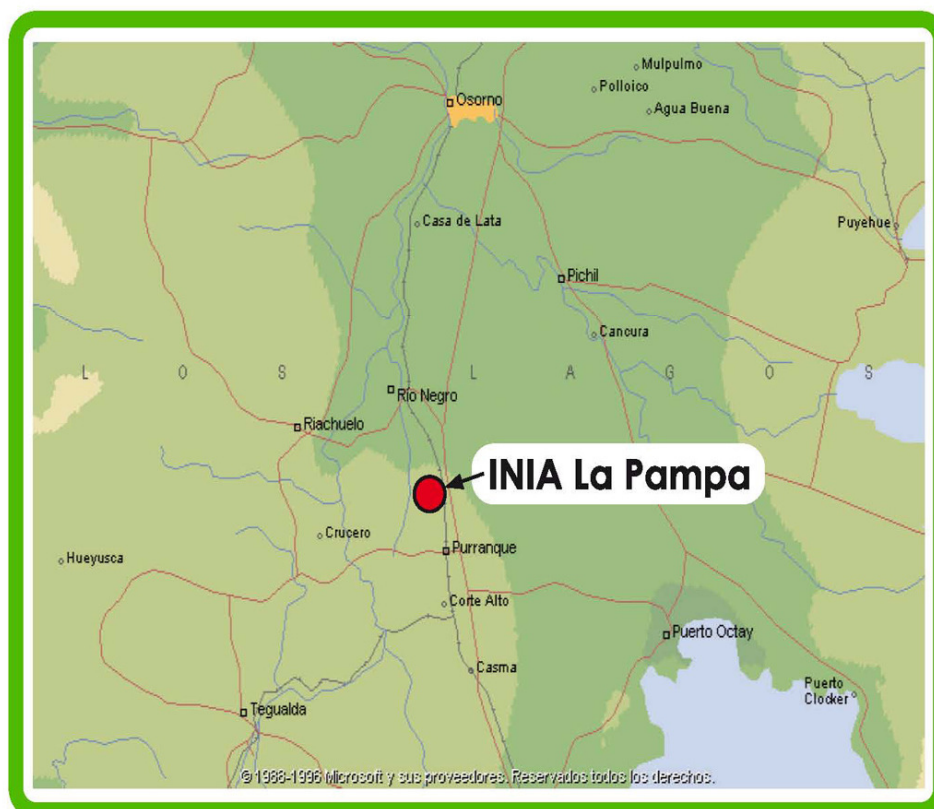 Mulpulmo
Polloico
Osorno
Agua Buena
Casa de Lata
Puyehue
Pichil
Cancura
L O S L A G O S
Río Negro
Riachuelo
INIA La Pampa
Crucero
Purranque
Hueyusca
Corte Alto
Puerto Octay
Casma
Puerto
Clocker
Tegualda
© 1988-1996 Microsoft y sus proveedores. Reservados todos los derechos.